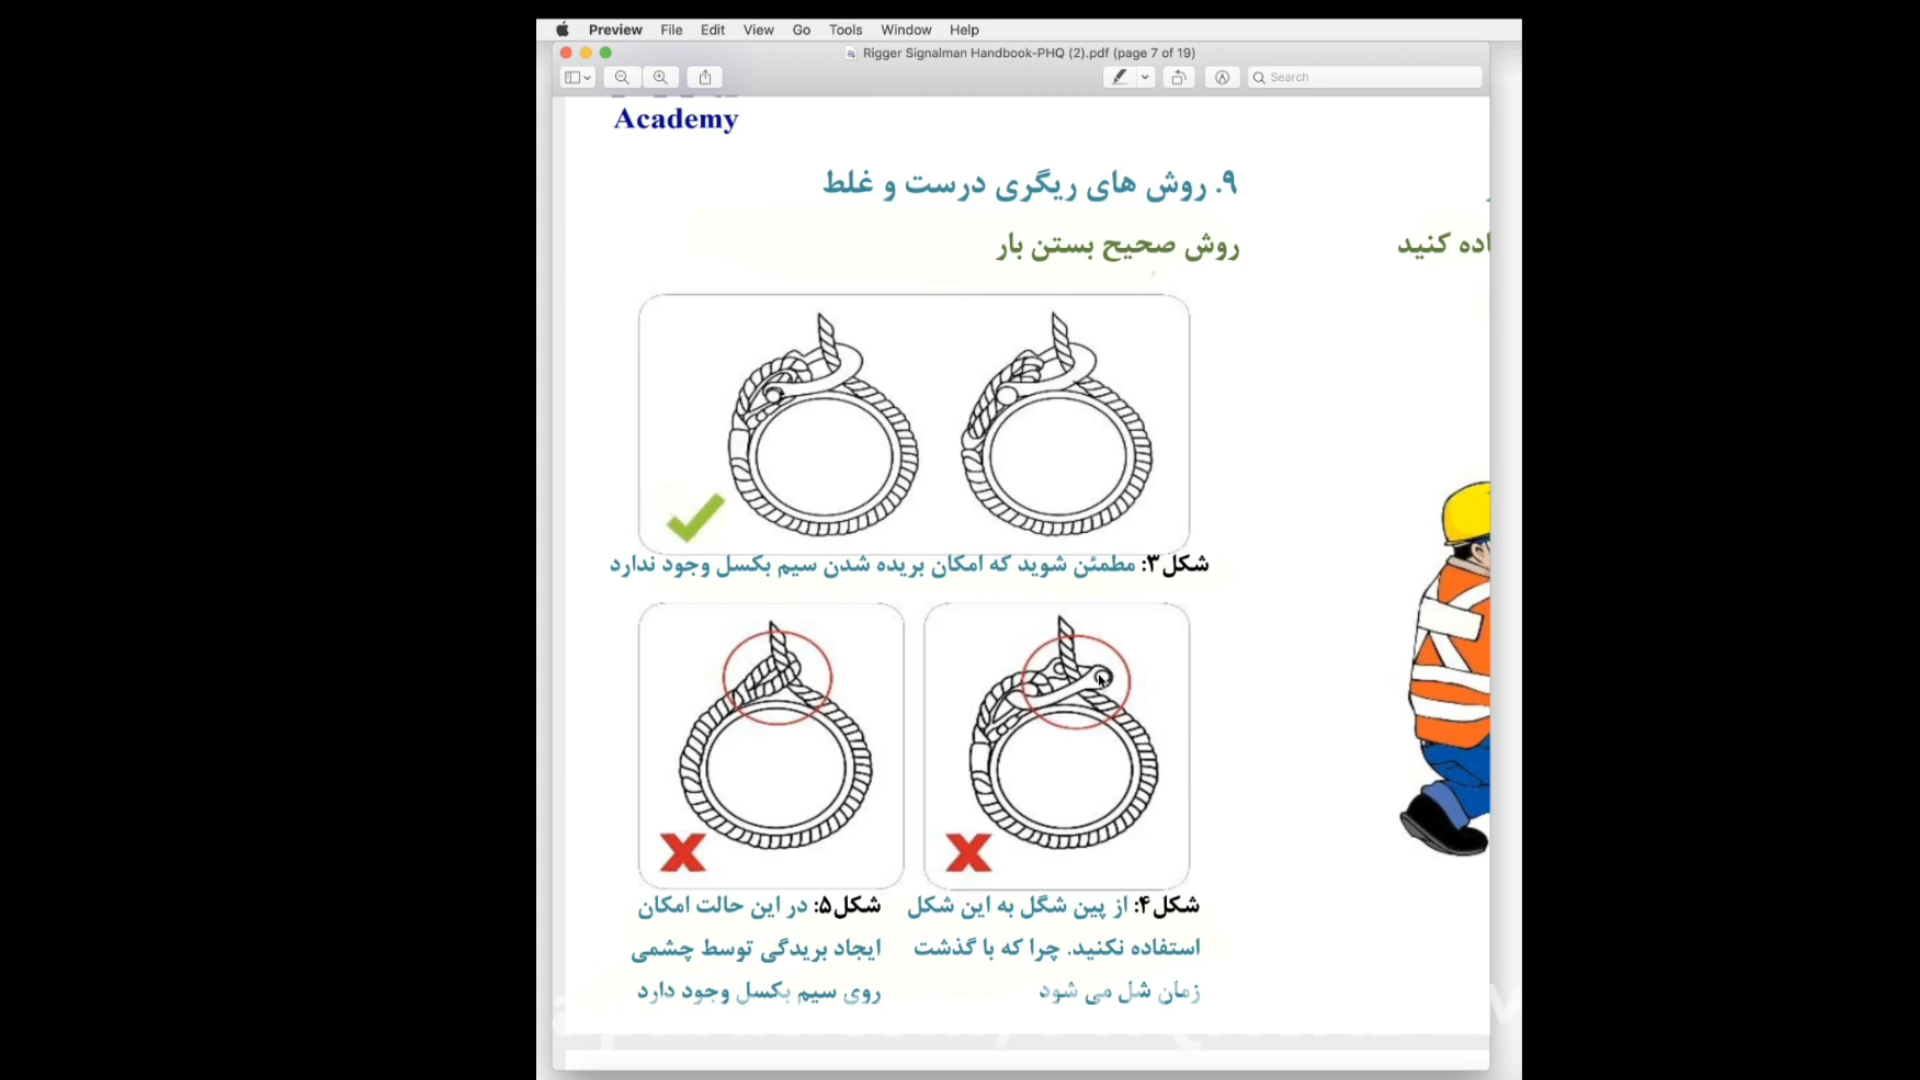 Preview File Edit View Go Tools Window Help
Rigger Signalman Handbook-PHQ (2).pdf (page 7 of 19)
Search
Academy
۹. روش های ریگری درست و غلط
روش صحیح بستن بار
اده کنید
شکل۳: مطمئن شوید که امکان بریده شدن سیم بکسل وجود ندارد
شکل۴: از پین شگل به این شکل
استفاده نکنید. چرا که با گذشت
زمان شل می شود
شکل۵: در این حالت امکان
ایجاد بریدگی توسط چشمی
روی سیم بکسل وجود دارد